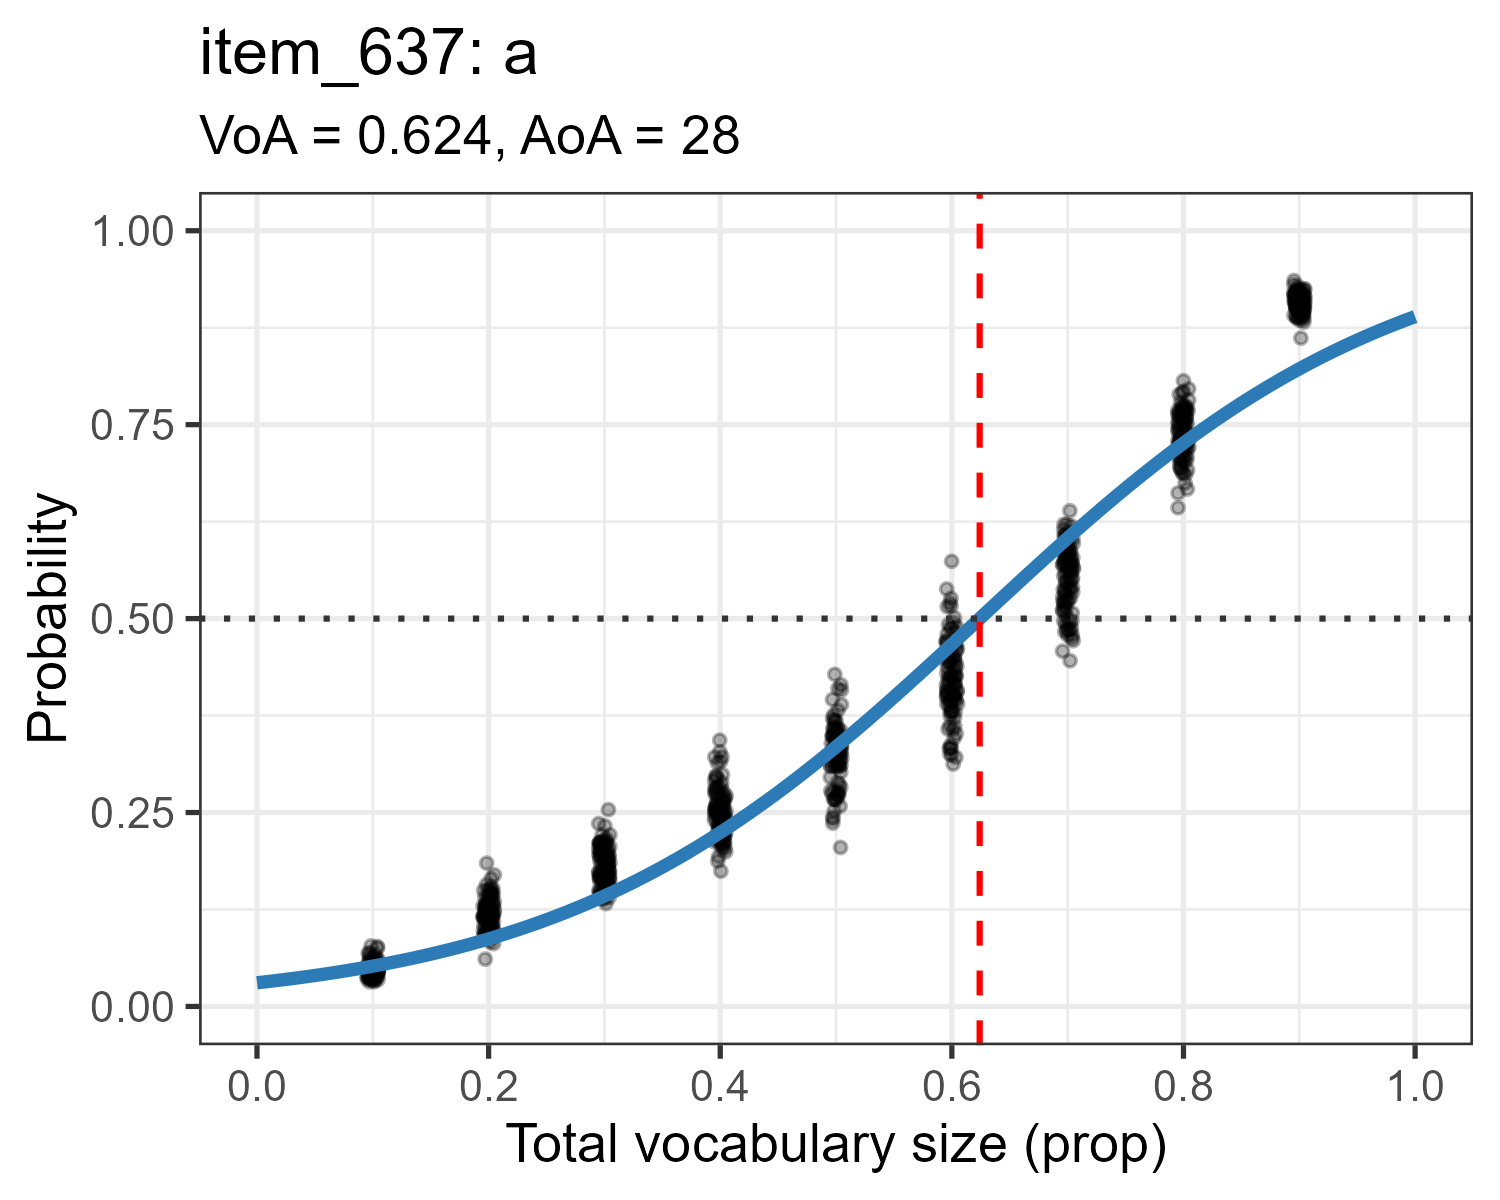 item_637: a
VoA = 0.624, AoA = 28
1.00
0.75
0.50
0.25
0.00
Probability
0.0 0.2 0.4 0.6 0.8 1.0
Total vocabulary size (prop)